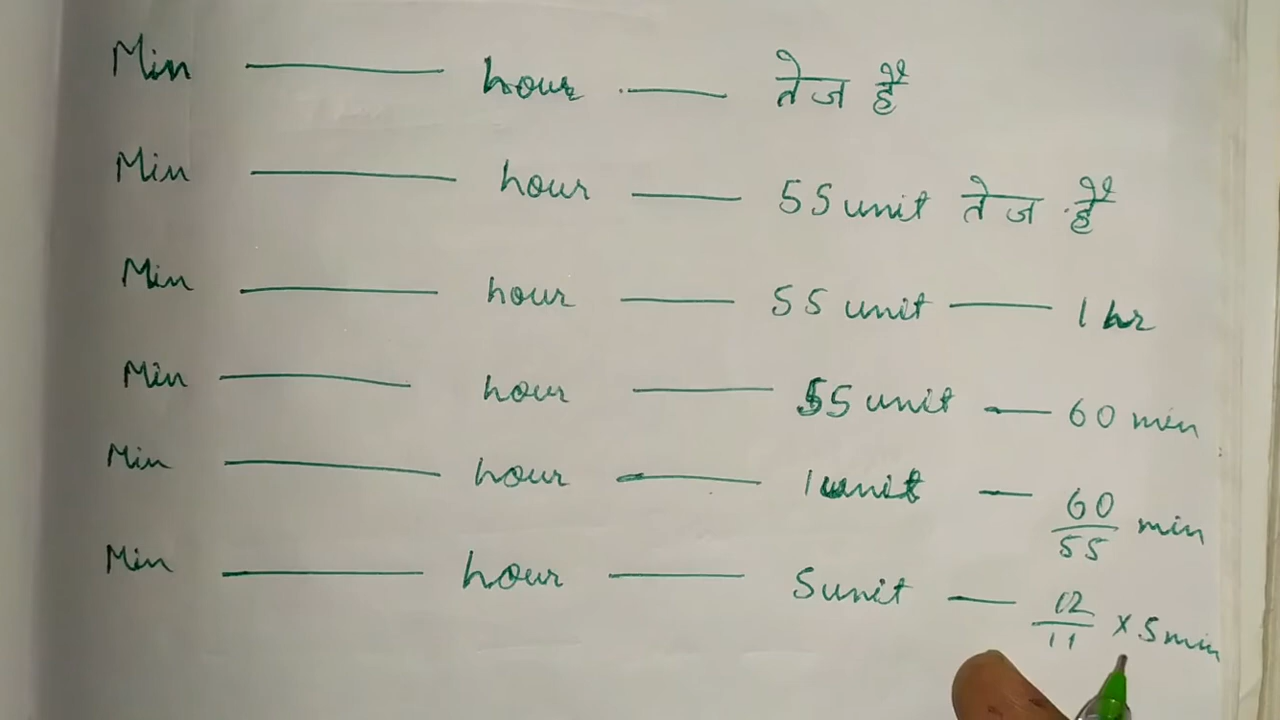 Min —— hour —— तेज है
Min —— hour —— 55 unit तेज है
Min —— hour —— 55 unit —— 1 hr
Min —— hour —— 55 unit — 60 min
Min —— hour —— 1 unit — 60/55 min
Min —— hour —— 5 unit — 12/11 × 5 min